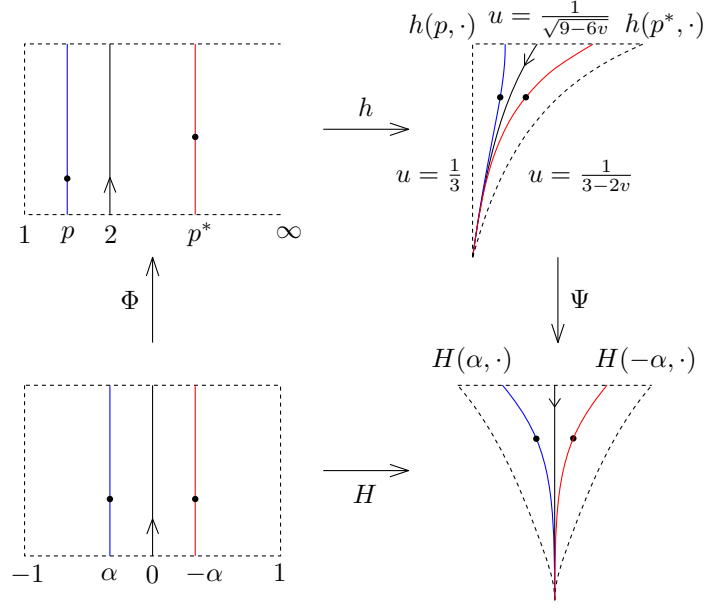 h(p, ·) u = 1/√(9−6v) h(p*, ·)
h
u = 1/3 u = 1/(3−2v)
1 p 2 p* ∞
Φ Ψ
H(α, ·) H(−α, ·)
H
−1 α 0 −α 1